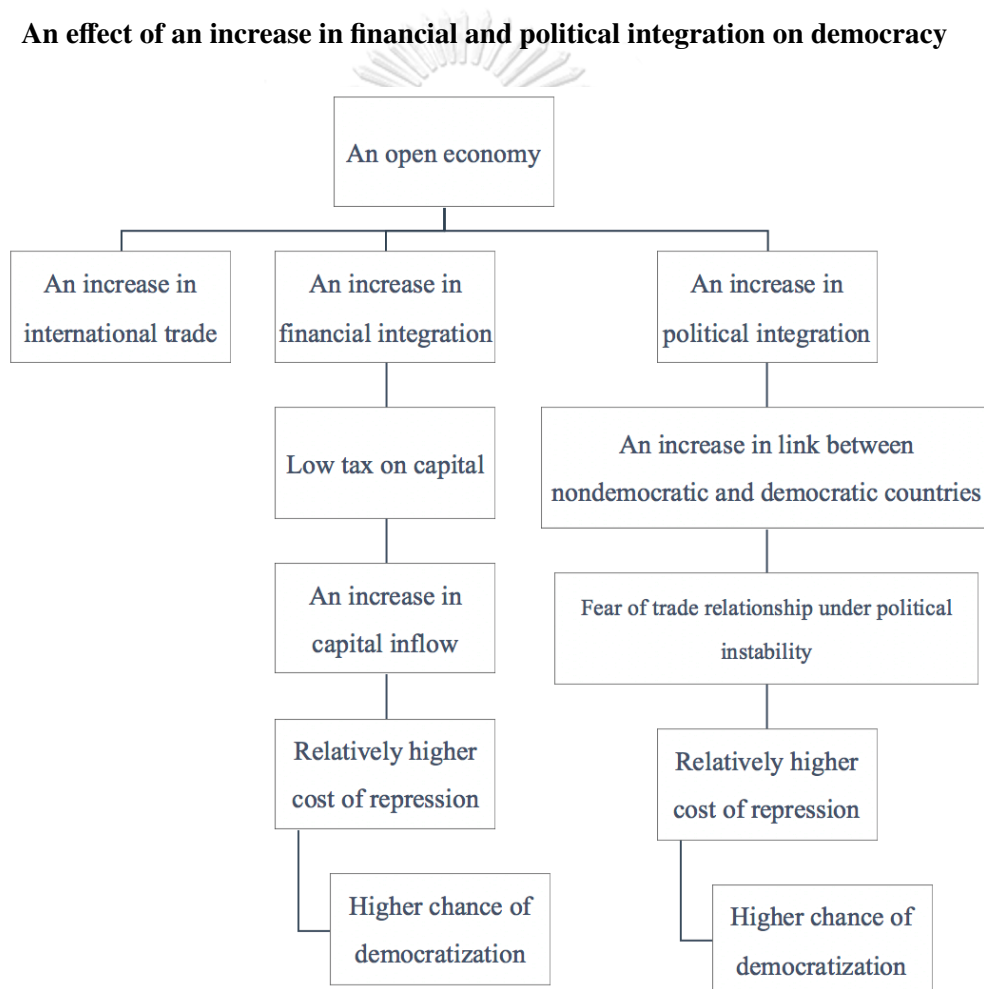 An effect of an increase in financial and political integration on democracy
An open economy
An increase in
international trade
An increase in
financial integration
An increase in
political integration
Low tax on capital
An increase in link between
nondemocratic and democratic countries
An increase in
capital inflow
Fear of trade relationship under political
instability
Relatively higher
cost of repression
Relatively higher
cost of repression
Higher chance of
democratization
Higher chance of
democratization